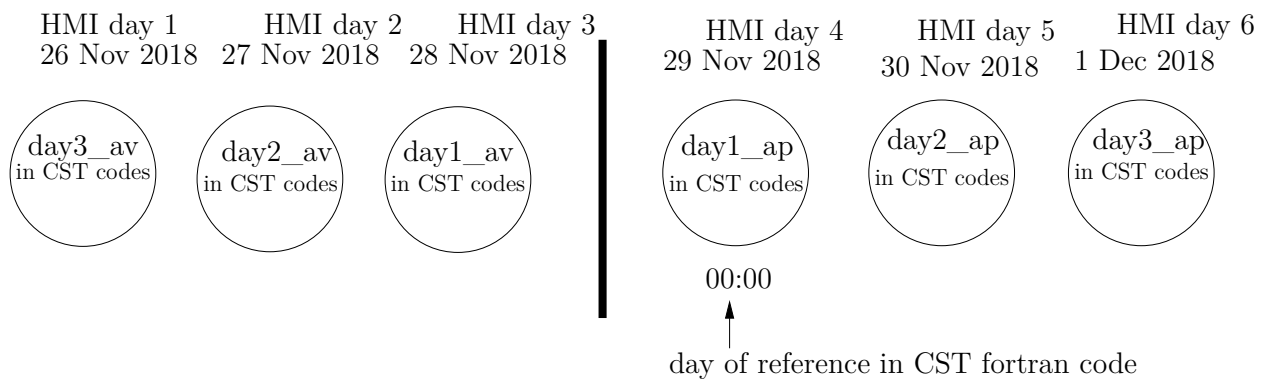 HMI day 1
26 Nov 2018
day3_av
in CST codes
HMI day 2
27 Nov 2018
day2_av
in CST codes
HMI day 3
28 Nov 2018
day1_av
in CST codes
HMI day 4
29 Nov 2018
day1_ap
in CST codes
00:00
day of reference in CST fortran code
HMI day 5
30 Nov 2018
day2_ap
in CST codes
HMI day 6
1 Dec 2018
day3_ap
in CST codes